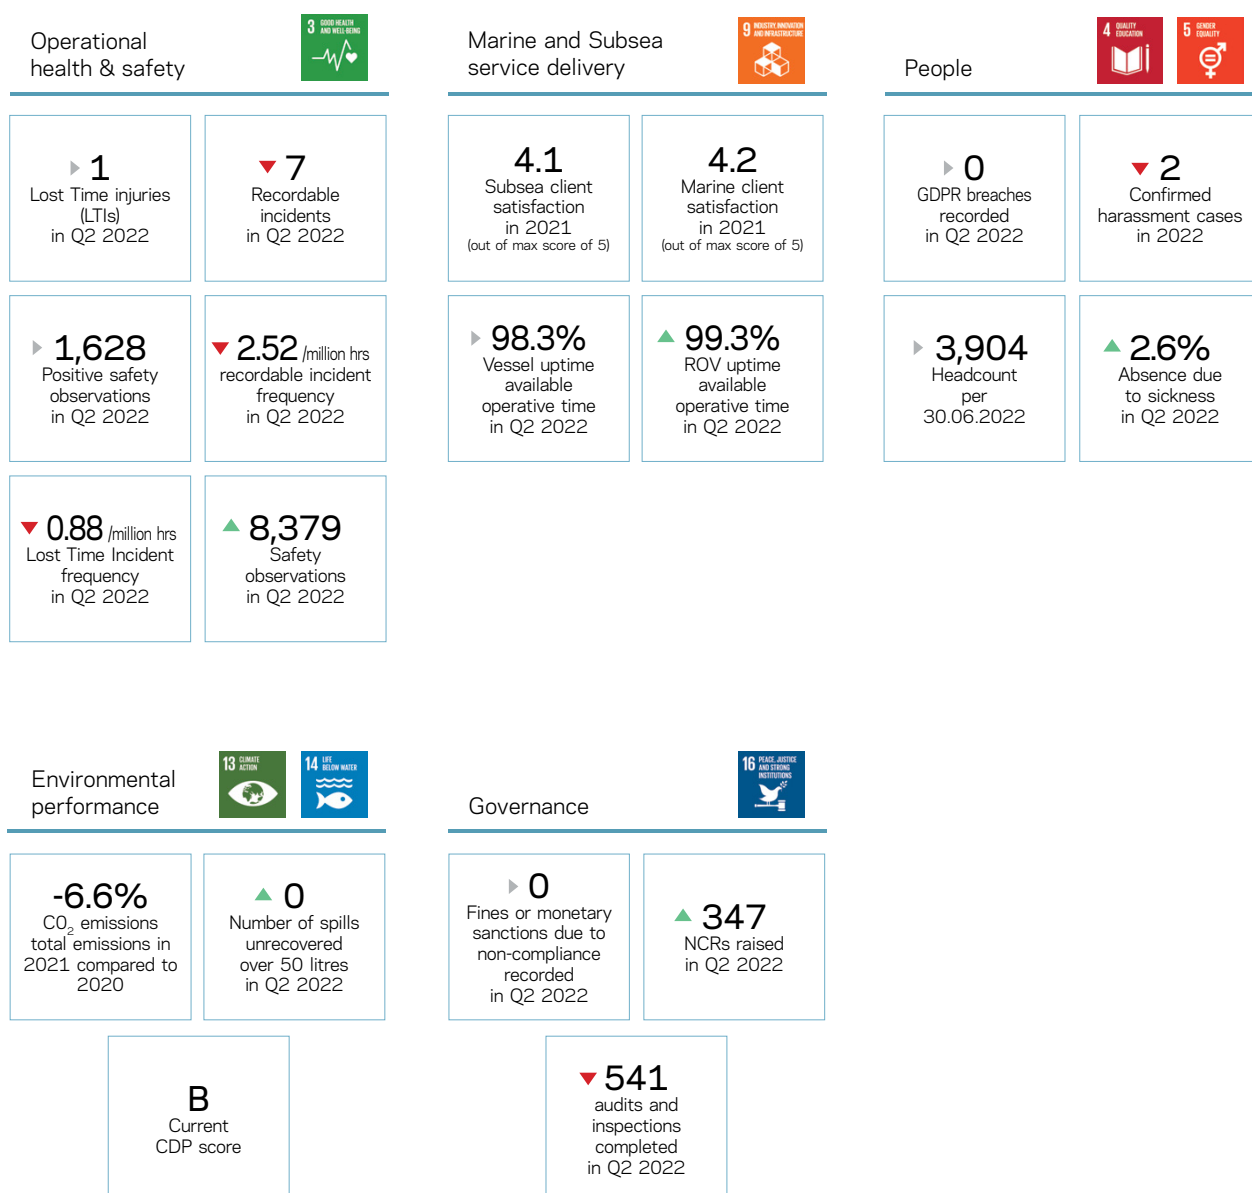 Operational
health & safety
3 GOOD HEALTH
AND WELL-BEING
1
Lost Time injuries
(LTIs)
in Q2 2022
7
Recordable
incidents
in Q2 2022
1,628
Positive safety
observations
in Q2 2022
2.52 /million hrs
recordable incident
frequency
in Q2 2022
0.88 /million hrs
Lost Time Incident
frequency
in Q2 2022
8,379
Safety
observations
in Q2 2022
Marine and Subsea
service delivery
9 INDUSTRY, INNOVATION
AND INFRASTRUCTURE
4.1
Subsea client
satisfaction
in 2021
(out of max score of 5)
4.2
Marine client
satisfaction
in 2021
(out of max score of 5)
98.3%
Vessel uptime
available
operative time
in Q2 2022
99.3%
ROV uptime
available
operative time
in Q2 2022
People
4 QUALITY
EDUCATION
5 GENDER
EQUALITY
0
GDPR breaches
recorded
in Q2 2022
2
Confirmed
harassment cases
in 2022
3,904
Headcount
per
30.06.2022
2.6%
Absence due
to sickness
in Q2 2022
Environmental
performance
13 CLIMATE
ACTION
14 LIFE
BELOW WATER
-6.6%
CO₂ emissions
total emissions in
2021 compared to
2020
0
Number of spills
unrecovered
over 50 litres
in Q2 2022
B
Current
CDP score
Governance
16 PEACE, JUSTICE
AND STRONG
INSTITUTIONS
0
Fines or monetary
sanctions due to
non-compliance
recorded
in Q2 2022
347
NCRs raised
in Q2 2022
541
audits and
inspections
completed
in Q2 2022